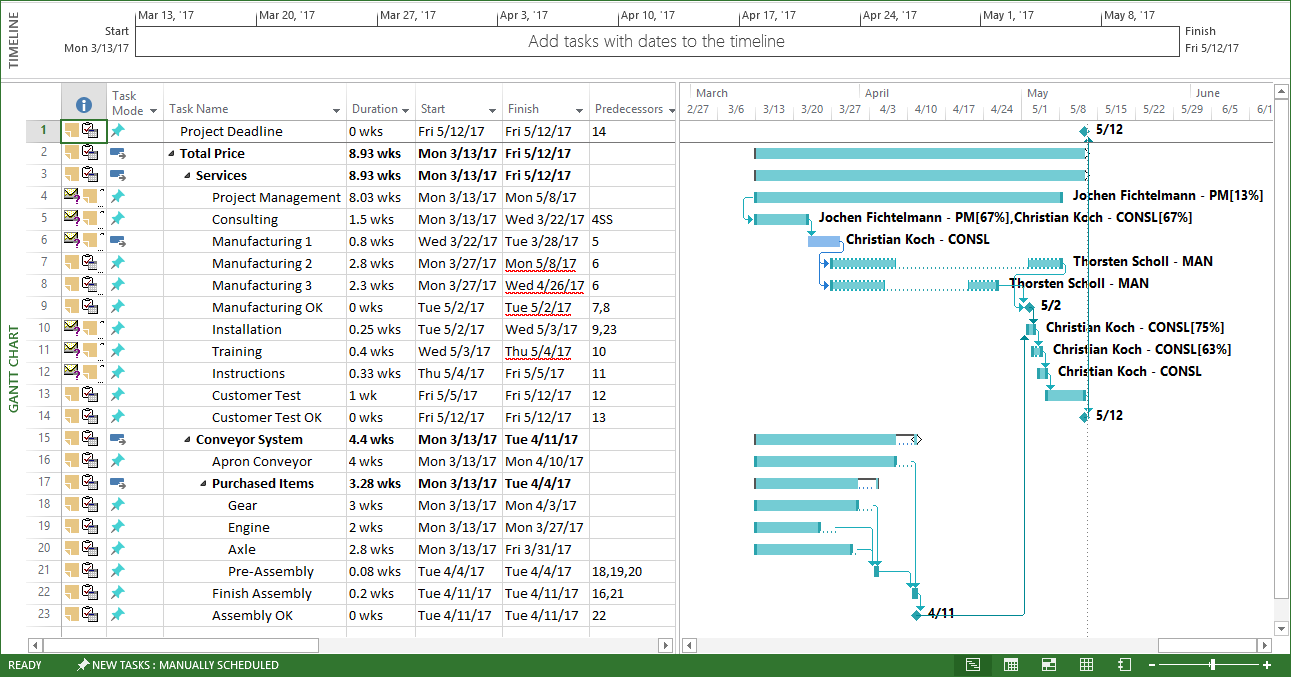 TIMELINE
Mar 13, '17 Mar 20, '17 Mar 27, '17 Apr 3, '17 Apr 10, '17 Apr 17, '17 Apr 24, '17 May 1, '17 May 8, '17
Start
Mon 3/13/17
Add tasks with dates to the timeline
Finish
Fri 5/12/17
GANTT CHART
Task Mode Task Name Duration Start Finish Predecessors
March April May June
2/27 3/6 3/13 3/20 3/27 4/3 4/10 4/17 4/24 5/1 5/8 5/15 5/22 5/29 6/5 6/1
1 Project Deadline 0 wks Fri 5/12/17 Fri 5/12/17 14 5/12
2 Total Price 8.93 wks Mon 3/13/17 Fri 5/12/17
3 Services 8.93 wks Mon 3/13/17 Fri 5/12/17
4 Project Management 8.03 wks Mon 3/13/17 Mon 5/8/17 Jochen Fichtelmann - PM[13%]
5 Consulting 1.5 wks Mon 3/13/17 Wed 3/22/17 4SS Jochen Fichtelmann - PM[67%],Christian Koch - CONSL[67%]
6 Manufacturing 1 0.8 wks Wed 3/22/17 Tue 3/28/17 5 Christian Koch - CONSL
7 Manufacturing 2 2.8 wks Mon 3/27/17 Mon 5/8/17 6 Thorsten Scholl - MAN
8 Manufacturing 3 2.3 wks Mon 3/27/17 Wed 4/26/17 6 Thorsten Scholl - MAN
9 Manufacturing OK 0 wks Tue 5/2/17 Tue 5/2/17 7,8 5/2
10 Installation 0.25 wks Tue 5/2/17 Wed 5/3/17 9,23 Christian Koch - CONSL[75%]
11 Training 0.4 wks Wed 5/3/17 Thu 5/4/17 10 Christian Koch - CONSL[63%]
12 Instructions 0.33 wks Thu 5/4/17 Fri 5/5/17 11 Christian Koch - CONSL
13 Customer Test 1 wk Fri 5/5/17 Fri 5/12/17 12
14 Customer Test OK 0 wks Fri 5/12/17 Fri 5/12/17 13 5/12
15 Conveyor System 4.4 wks Mon 3/13/17 Tue 4/11/17
16 Apron Conveyor 4 wks Mon 3/13/17 Mon 4/10/17
17 Purchased Items 3.28 wks Mon 3/13/17 Tue 4/4/17
18 Gear 3 wks Mon 3/13/17 Mon 4/3/17
19 Engine 2 wks Mon 3/13/17 Mon 3/27/17
20 Axle 2.8 wks Mon 3/13/17 Fri 3/31/17
21 Pre-Assembly 0.08 wks Tue 4/4/17 Tue 4/4/17 18,19,20
22 Finish Assembly 0.2 wks Tue 4/11/17 Tue 4/11/17 16,21
23 Assembly OK 0 wks Tue 4/11/17 Tue 4/11/17 22 4/11
READY NEW TASKS : MANUALLY SCHEDULED